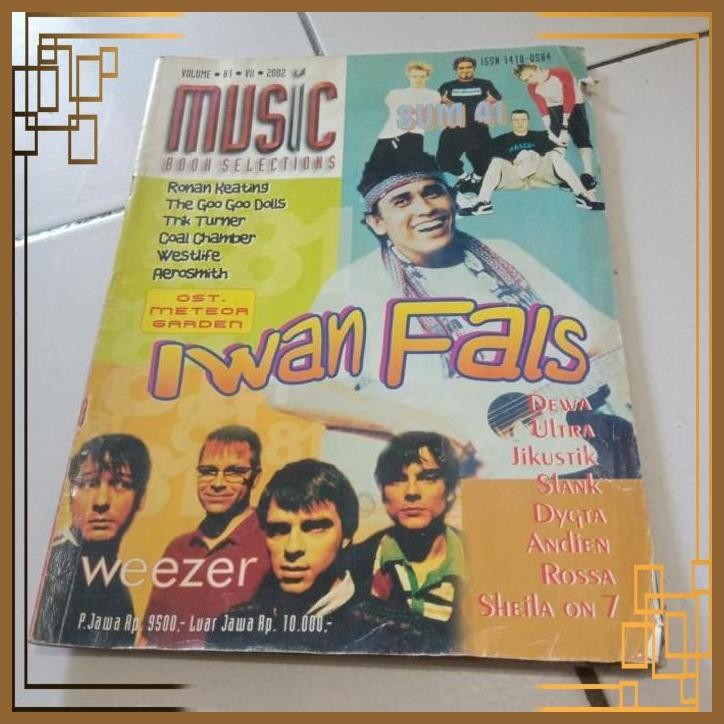 VOLUME • 81 • VII • 2002
ISSN 1410-0584
MUSIC
BOOK SELECTIONS
SUM 41
Ronan Keating
The Goo Goo Dolls
Trik Turner
Coal Chamber
Westlife
Aerosmith
OST.
METEOR
GARDEN
Iwan Fals
Dewa
Ultra
Jikustik
Slank
Dygta
Andien
Rossa
Sheila on 7
weezer
P.Jawa Rp. 9500,- Luar Jawa Rp. 10.000,-